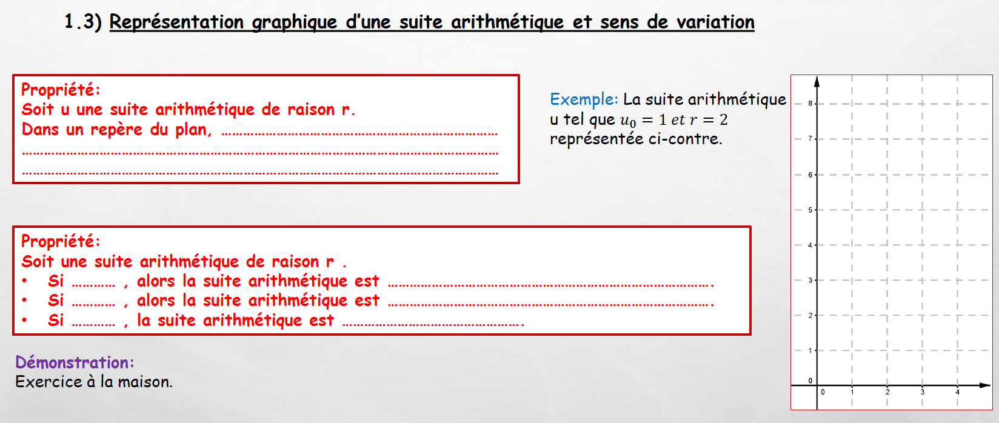 1.3) Représentation graphique d’une suite arithmétique et sens de variation
Propriété:
Soit u une suite arithmétique de raison r.
Dans un repère du plan, ……………………………………………………………………
……………………………………………………………………………………………………………………
……………………………………………………………………………………………………………………
Exemple: La suite arithmétique
u tel que u₀ = 1 et r = 2
représentée ci-contre.
Propriété:
Soit une suite arithmétique de raison r .
• Si ………… , alors la suite arithmétique est …………………………………………………………………………….
• Si ………… , alors la suite arithmétique est …………………………………………………………………………….
• Si ………… , la suite arithmétique est ………………………………………….
Démonstration:
Exercice à la maison.
8
7
6
5
4
3
2
1
0
0 1 2 3 4